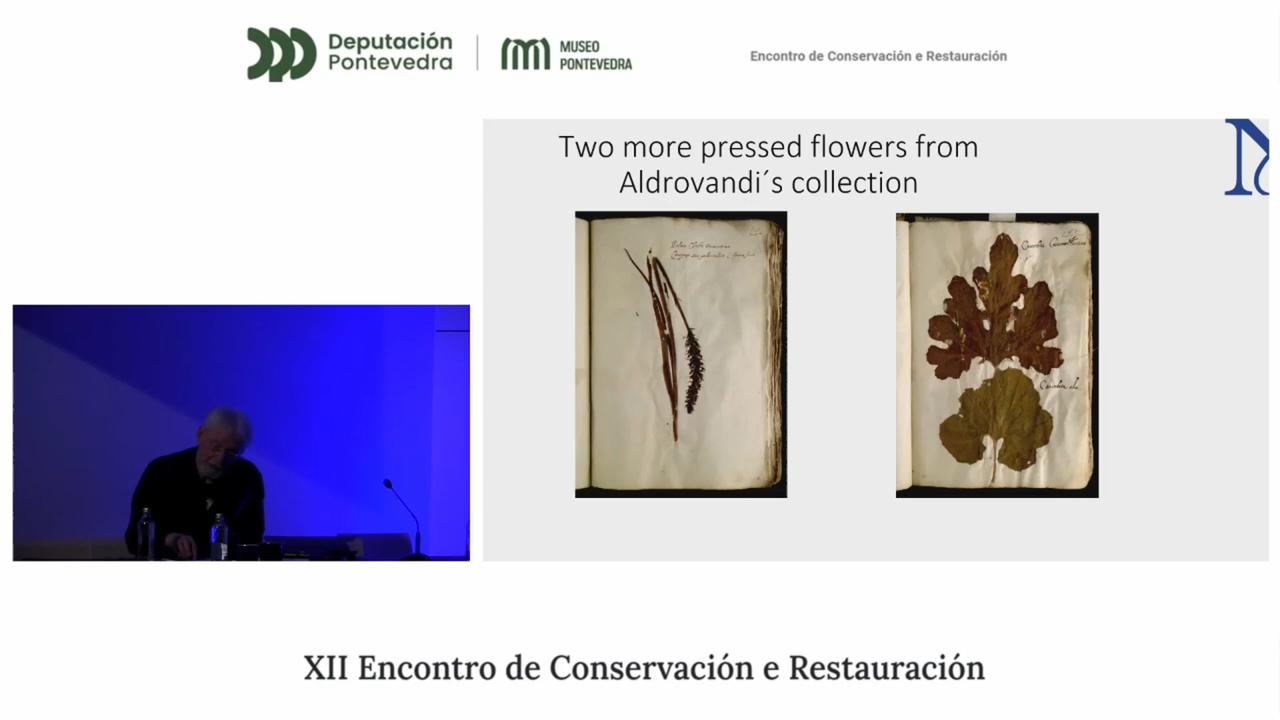 Deputación
Pontevedra
MUSEO
PONTEVEDRA
Encontro de Conservación e Restauración
Two more pressed flowers from
Aldrovandi´s collection
XII Encontro de Conservación e Restauración